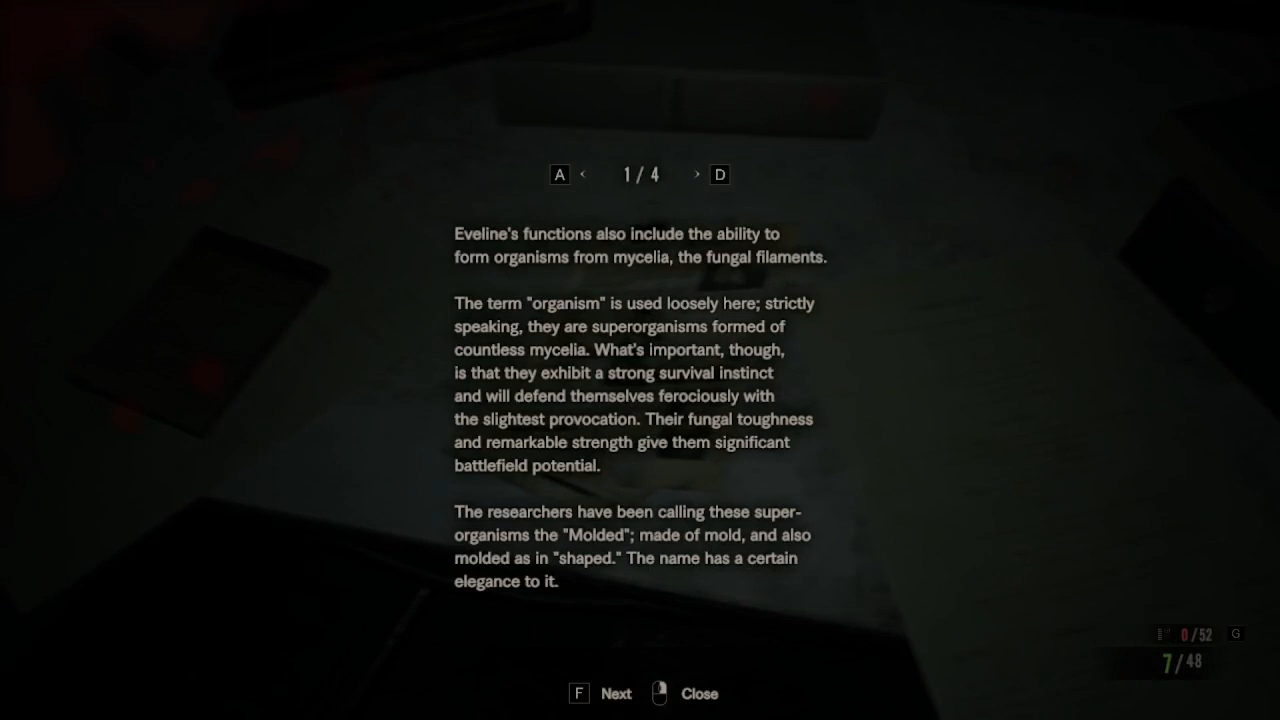 A < 1 / 4 > D
Eveline's functions also include the ability to
form organisms from mycelia, the fungal filaments.
The term "organism" is used loosely here; strictly
speaking, they are superorganisms formed of
countless mycelia. What's important, though,
is that they exhibit a strong survival instinct
and will defend themselves ferociously with
the slightest provocation. Their fungal toughness
and remarkable strength give them significant
battlefield potential.
The researchers have been calling these super-
organisms the "Molded"; made of mold, and also
molded as in "shaped." The name has a certain
elegance to it.
0/52 G
7/48
F Next Close